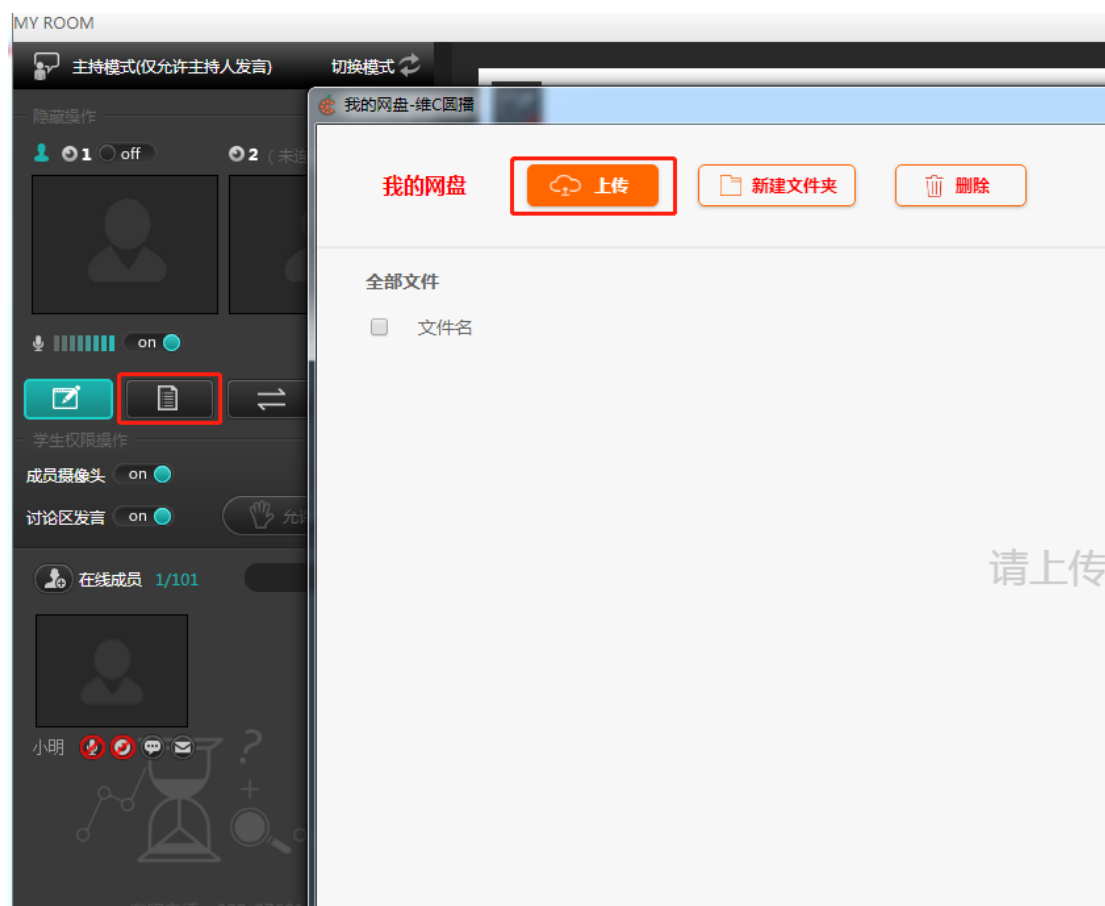 MY ROOM
主持模式(仅允许主持人发言) 切换模式
隐藏操作
我的网盘-维C圆播
1 off 2 (未连
我的网盘 上传 新建文件夹 删除
全部文件
文件名
on
学生权限操作
成员摄像头 on
讨论区发言 on 允许
请上传
在线成员 1/101
小明